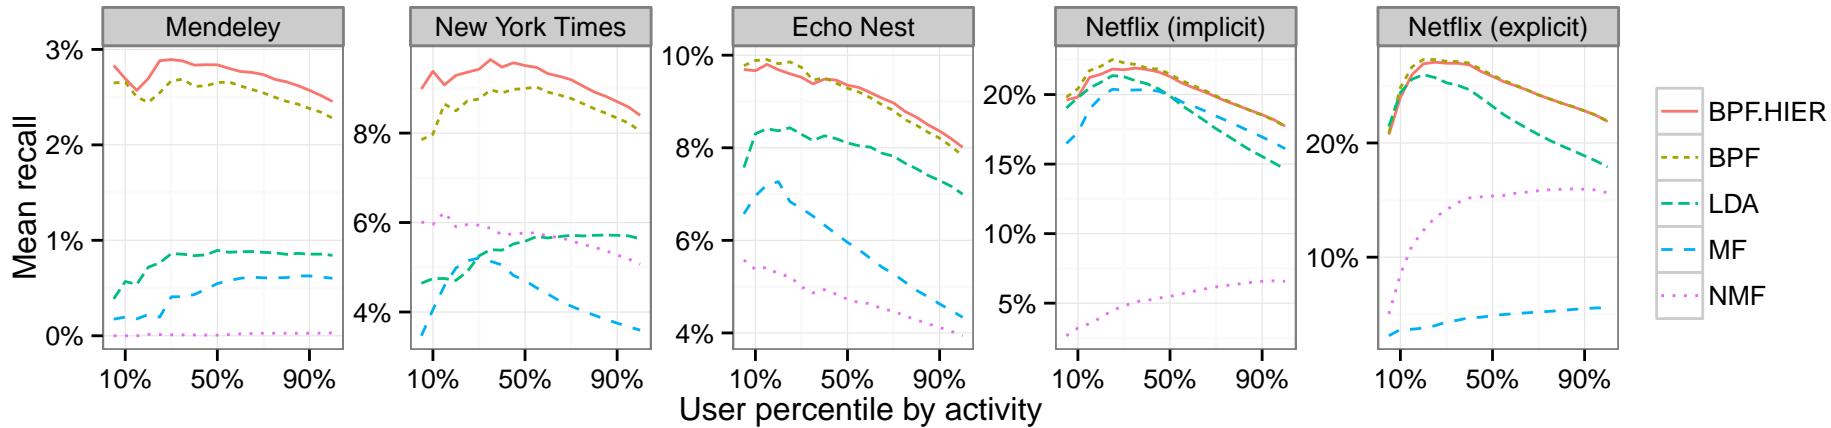 Mendeley
New York Times
Echo Nest
Netflix (implicit)
Netflix (explicit)
Mean recall
3%
2%
1%
0%
8%
6%
4%
10%
8%
6%
4%
20%
15%
10%
5%
20%
10%
10% 50% 90%
10% 50% 90%
10% 50% 90%
10% 50% 90%
10% 50% 90%
User percentile by activity
BPF.HIER
BPF
LDA
MF
NMF